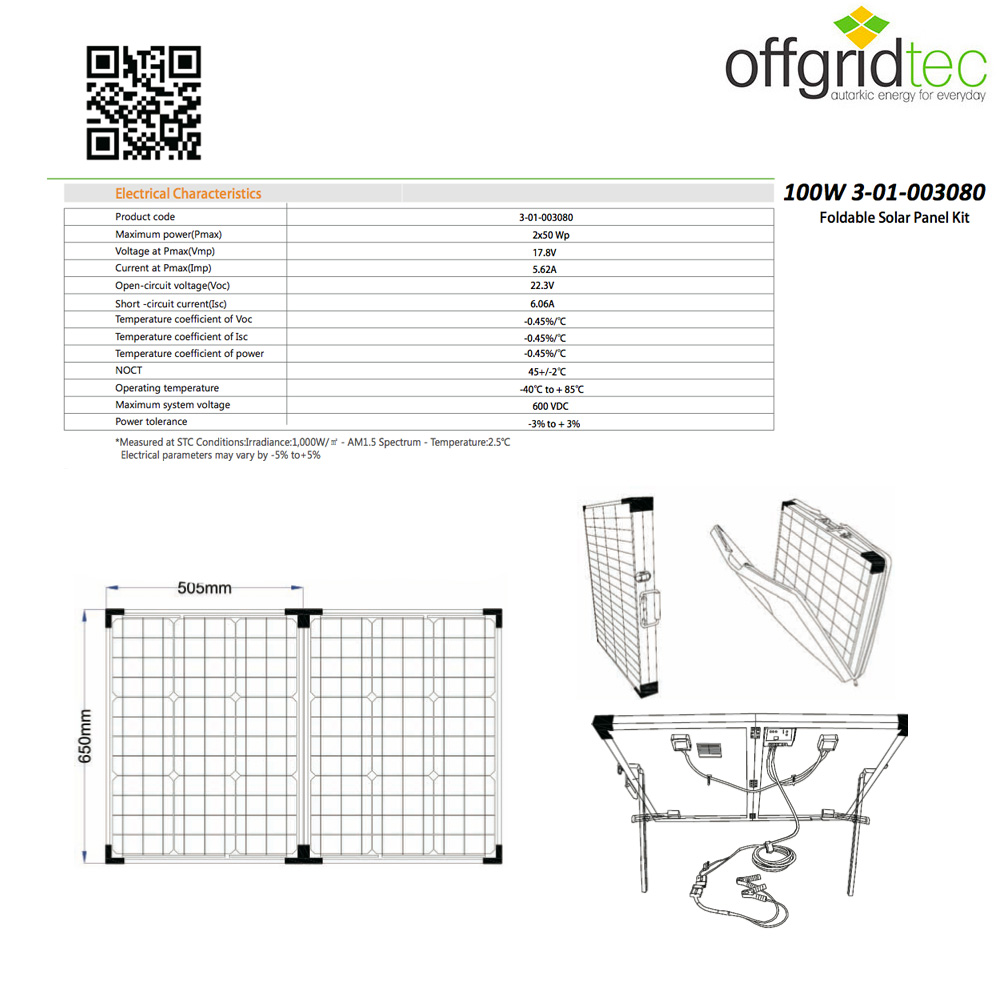 offgridtec
autarkic energy for everyday
Electrical Characteristics
100W 3-01-003080
Foldable Solar Panel Kit
Product code 3-01-003080
Maximum power(Pmax) 2x50 Wp
Voltage at Pmax(Vmp) 17.8V
Current at Pmax(Imp) 5.62A
Open-circuit voltage(Voc) 22.3V
Short -circuit current(Isc) 6.06A
Temperature coefficient of Voc -0.45%/℃
Temperature coefficient of Isc -0.45%/℃
Temperature coefficient of power -0.45%/℃
NOCT 45+/-2℃
Operating temperature -40℃ to + 85℃
Maximum system voltage 600 VDC
Power tolerance -3% to + 3%
*Measured at STC Conditions:Irradiance:1,000W/㎡ - AM1.5 Spectrum - Temperature:2.5℃
Electrical parameters may vary by -5% to+5%
505mm
650mm